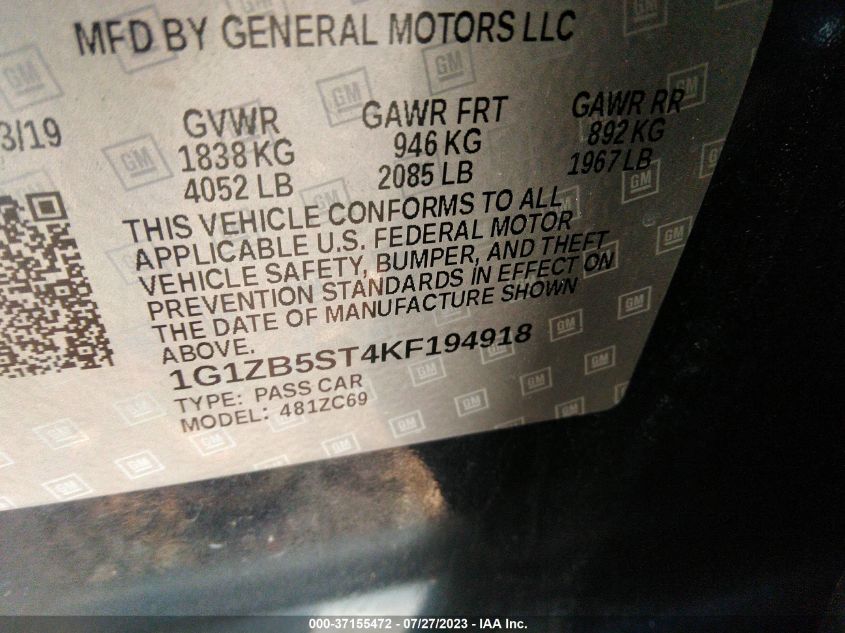 MFD BY GENERAL MOTORS LLC
3/19
GVWR GAWR FRT GAWR RR
1838 KG 946 KG 892 KG
4052 LB 2085 LB 1967 LB
THIS VEHICLE CONFORMS TO ALL
APPLICABLE U.S. FEDERAL MOTOR
VEHICLE SAFETY, BUMPER, AND THEFT
PREVENTION STANDARDS IN EFFECT ON
THE DATE OF MANUFACTURE SHOWN
ABOVE.
1G1ZB5ST4KF194918
TYPE: PASS CAR
MODEL: 481ZC69
GM
000-37155472 - 07/27/2023 - IAA Inc.